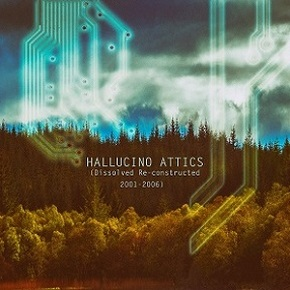 HALLUCINO ATTICS
(Dissolved Re-constructed
2001-2006)